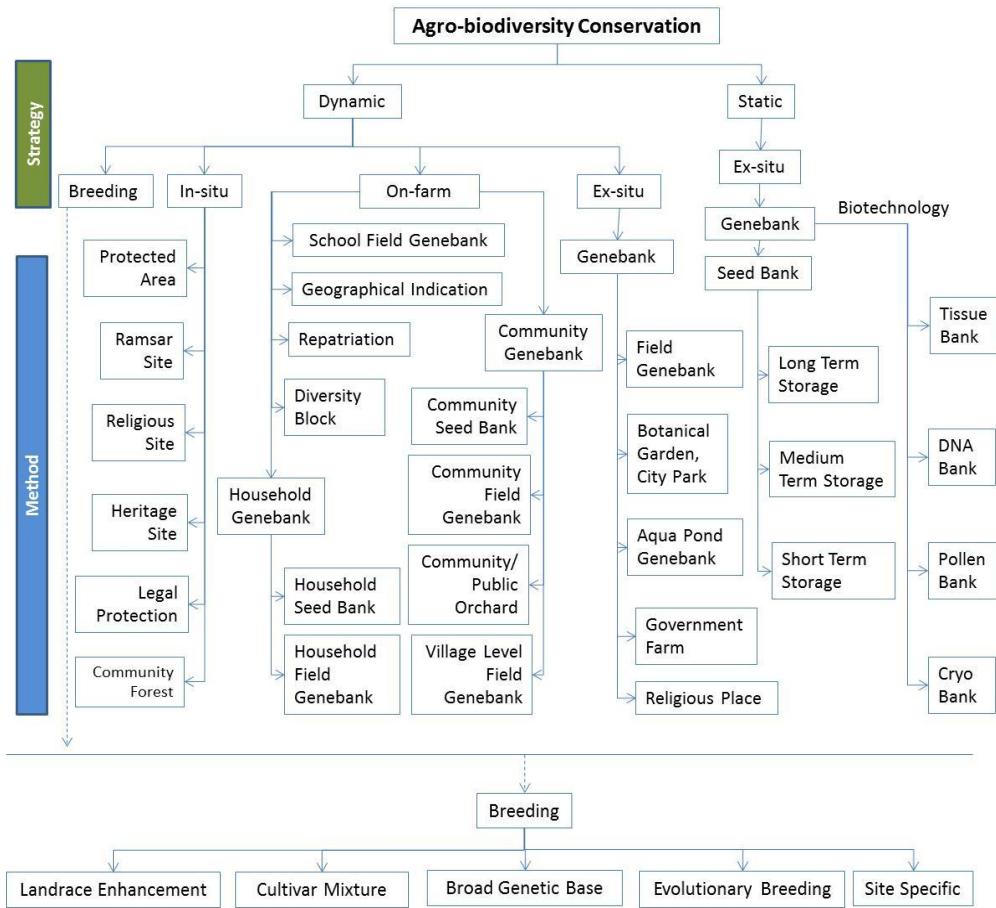 Agro-biodiversity Conservation
Strategy
Dynamic
Static
Breeding
In-situ
On-farm
Ex-situ
Ex-situ
Genebank
Biotechnology
Method
Protected
Area
Ramsar
Site
Religious
Site
Heritage
Site
Legal
Protection
Community
Forest
School Field Genebank
Geographical Indication
Repatriation
Diversity
Block
Household
Genebank
Household
Seed Bank
Household
Field
Genebank
Community
Genebank
Community
Seed Bank
Community
Field
Genebank
Community/
Public
Orchard
Village Level
Field
Genebank
Genebank
Field
Genebank
Botanical
Garden,
City Park
Aqua Pond
Genebank
Government
Farm
Religious Place
Seed Bank
Long Term
Storage
Medium
Term Storage
Short Term
Storage
Tissue
Bank
DNA
Bank
Pollen
Bank
Cryo
Bank
Breeding
Landrace Enhancement
Cultivar Mixture
Broad Genetic Base
Evolutionary Breeding
Site Specific